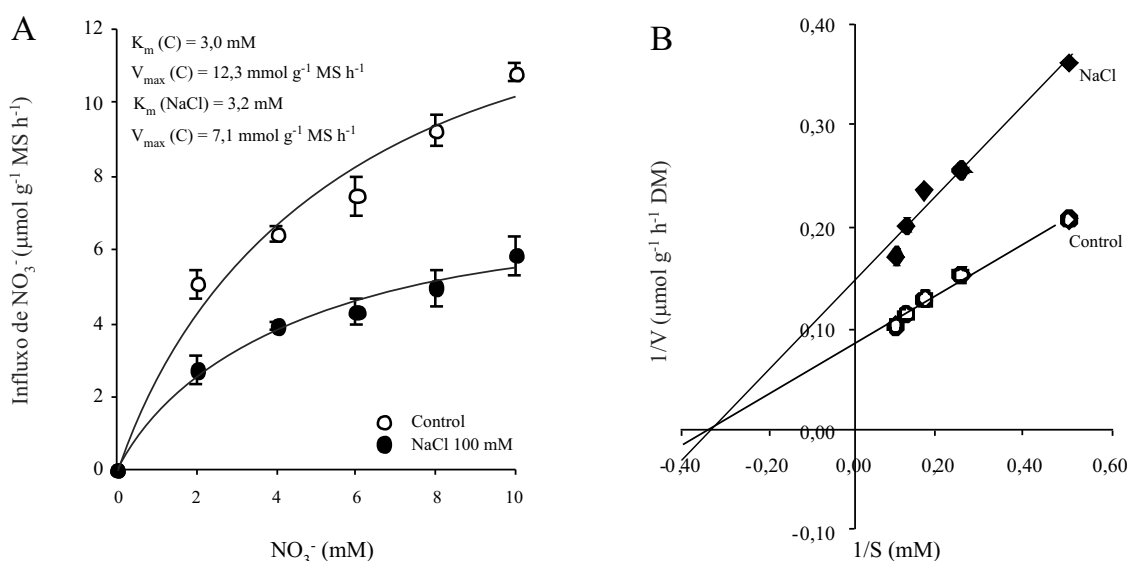 A
Influxo de NO₃⁻ (µmol g⁻¹ MS h⁻¹)
12
10
8
6
4
2
0
Kₘ (C) = 3,0 mM
Vₘₐₓ (C) = 12,3 mmol g⁻¹ MS h⁻¹
Kₘ (NaCl) = 3,2 mM
Vₘₐₓ (C) = 7,1 mmol g⁻¹ MS h⁻¹
Control
NaCl 100 mM
0 2 4 6 8 10
NO₃⁻ (mM)
B
1/V (µmol g⁻¹ h⁻¹ DM)
0,40
0,30
0,20
0,10
0,00
-0,10
NaCl
Control
-0,40 -0,20 0,00 0,20 0,40 0,60
1/S (mM)